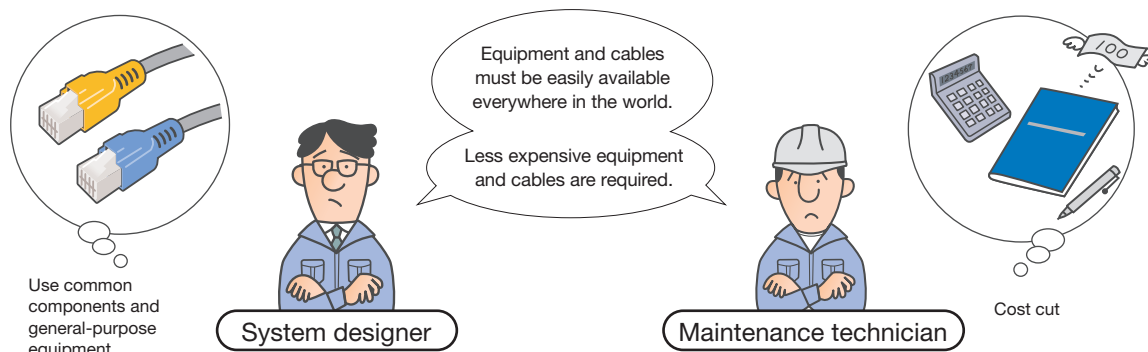 Equipment and cables
must be easily available
everywhere in the world.
Less expensive equipment
and cables are required.
100
Use common
components and
general-purpose
equipment
System designer
Maintenance technician
Cost cut